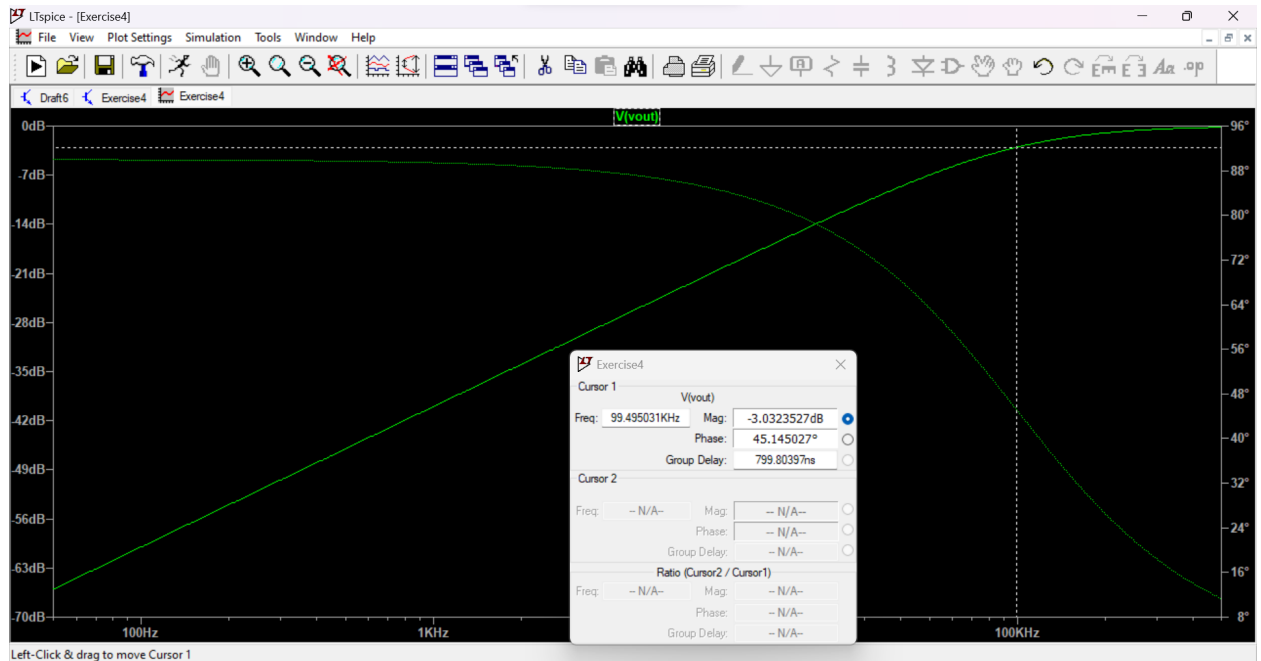 LTspice - [Exercise4]
File View Plot Settings Simulation Tools Window Help
Aa .op
Draft6 Exercise4 Exercise4
V(vout)
0dB 96°
-7dB 88°
-14dB 80°
-21dB 72°
-28dB 64°
-35dB 56°
-42dB 48°
-49dB 40°
-56dB 32°
-63dB 24°
-70dB 16°
8°
100Hz 1KHz 100KHz
Exercise4
Cursor 1
V(vout)
Freq: 99.495031KHz Mag: -3.0323527dB
Phase: 45.145027°
Group Delay: 799.80397ns
Cursor 2
Freq: -- N/A-- Mag: -- N/A--
Phase: -- N/A--
Group Delay: -- N/A--
Ratio (Cursor2 / Cursor1)
Freq: -- N/A-- Mag: -- N/A--
Phase: -- N/A--
Group Delay: -- N/A--
Left-Click & drag to move Cursor 1